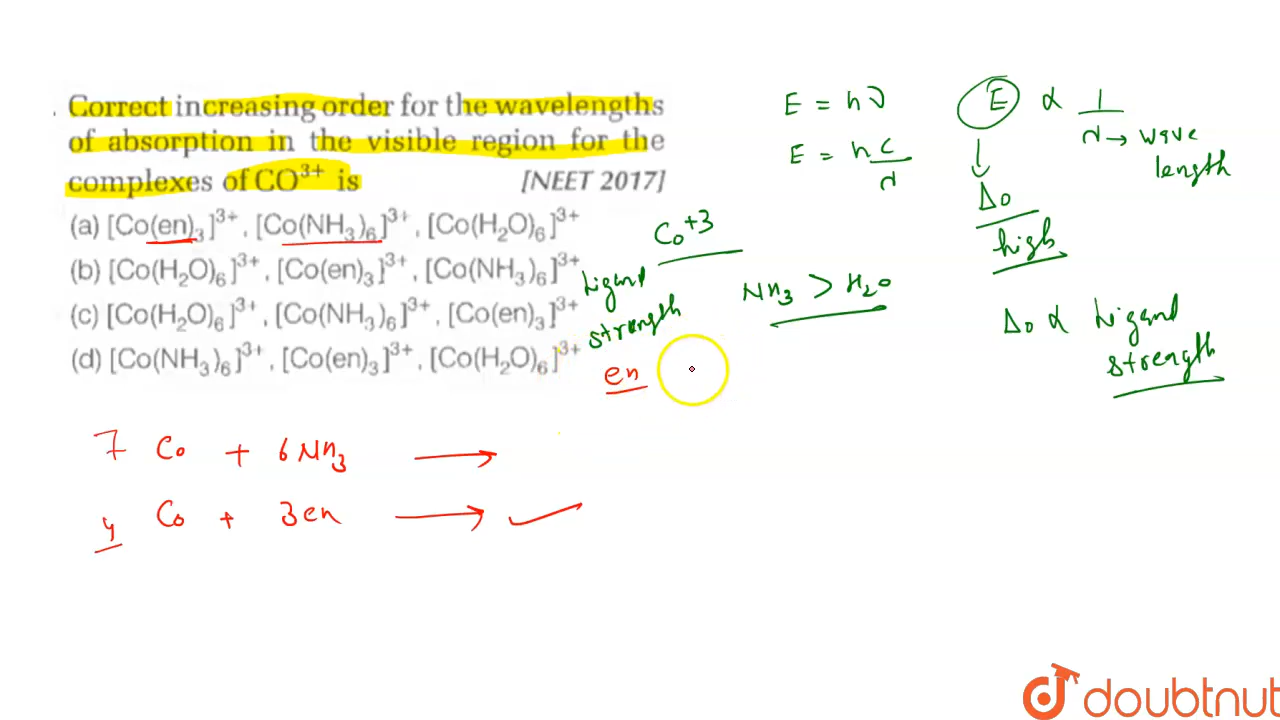 . Correct increasing order for the wavelengths
of absorption in the visible region for the
complexes of CO³⁺ is [NEET 2017]
(a) [Co(en)₃]³⁺, [Co(NH₃)₆]³⁺, [Co(H₂O)₆]³⁺
(b) [Co(H₂O)₆]³⁺, [Co(en)₃]³⁺, [Co(NH₃)₆]³⁺
(c) [Co(H₂O)₆]³⁺, [Co(NH₃)₆]³⁺, [Co(en)₃]³⁺
(d) [Co(NH₃)₆]³⁺, [Co(en)₃]³⁺, [Co(H₂O)₆]³⁺
E = hν
E = h c/λ
E ∝ 1/λ → wave
length
↓
Δo
high
Δo ∝ Ligand
strength
Co⁺³
Ligand
strength
NH₃ > H₂O
en
7 Co + 6NH₃ →
4 Co + 3en → ✓
doubtnut